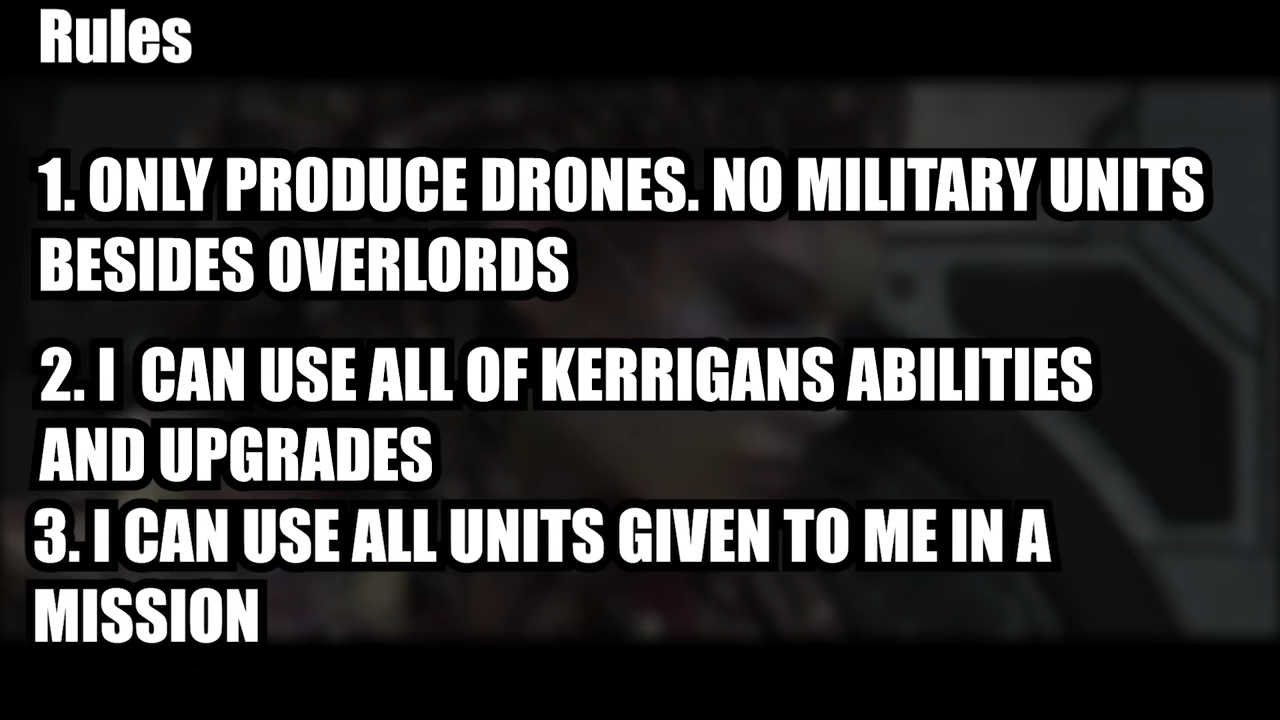 Rules
1. ONLY PRODUCE DRONES. NO MILITARY UNITS
BESIDES OVERLORDS
2. I CAN USE ALL OF KERRIGANS ABILITIES
AND UPGRADES
3. I CAN USE ALL UNITS GIVEN TO ME IN A
MISSION